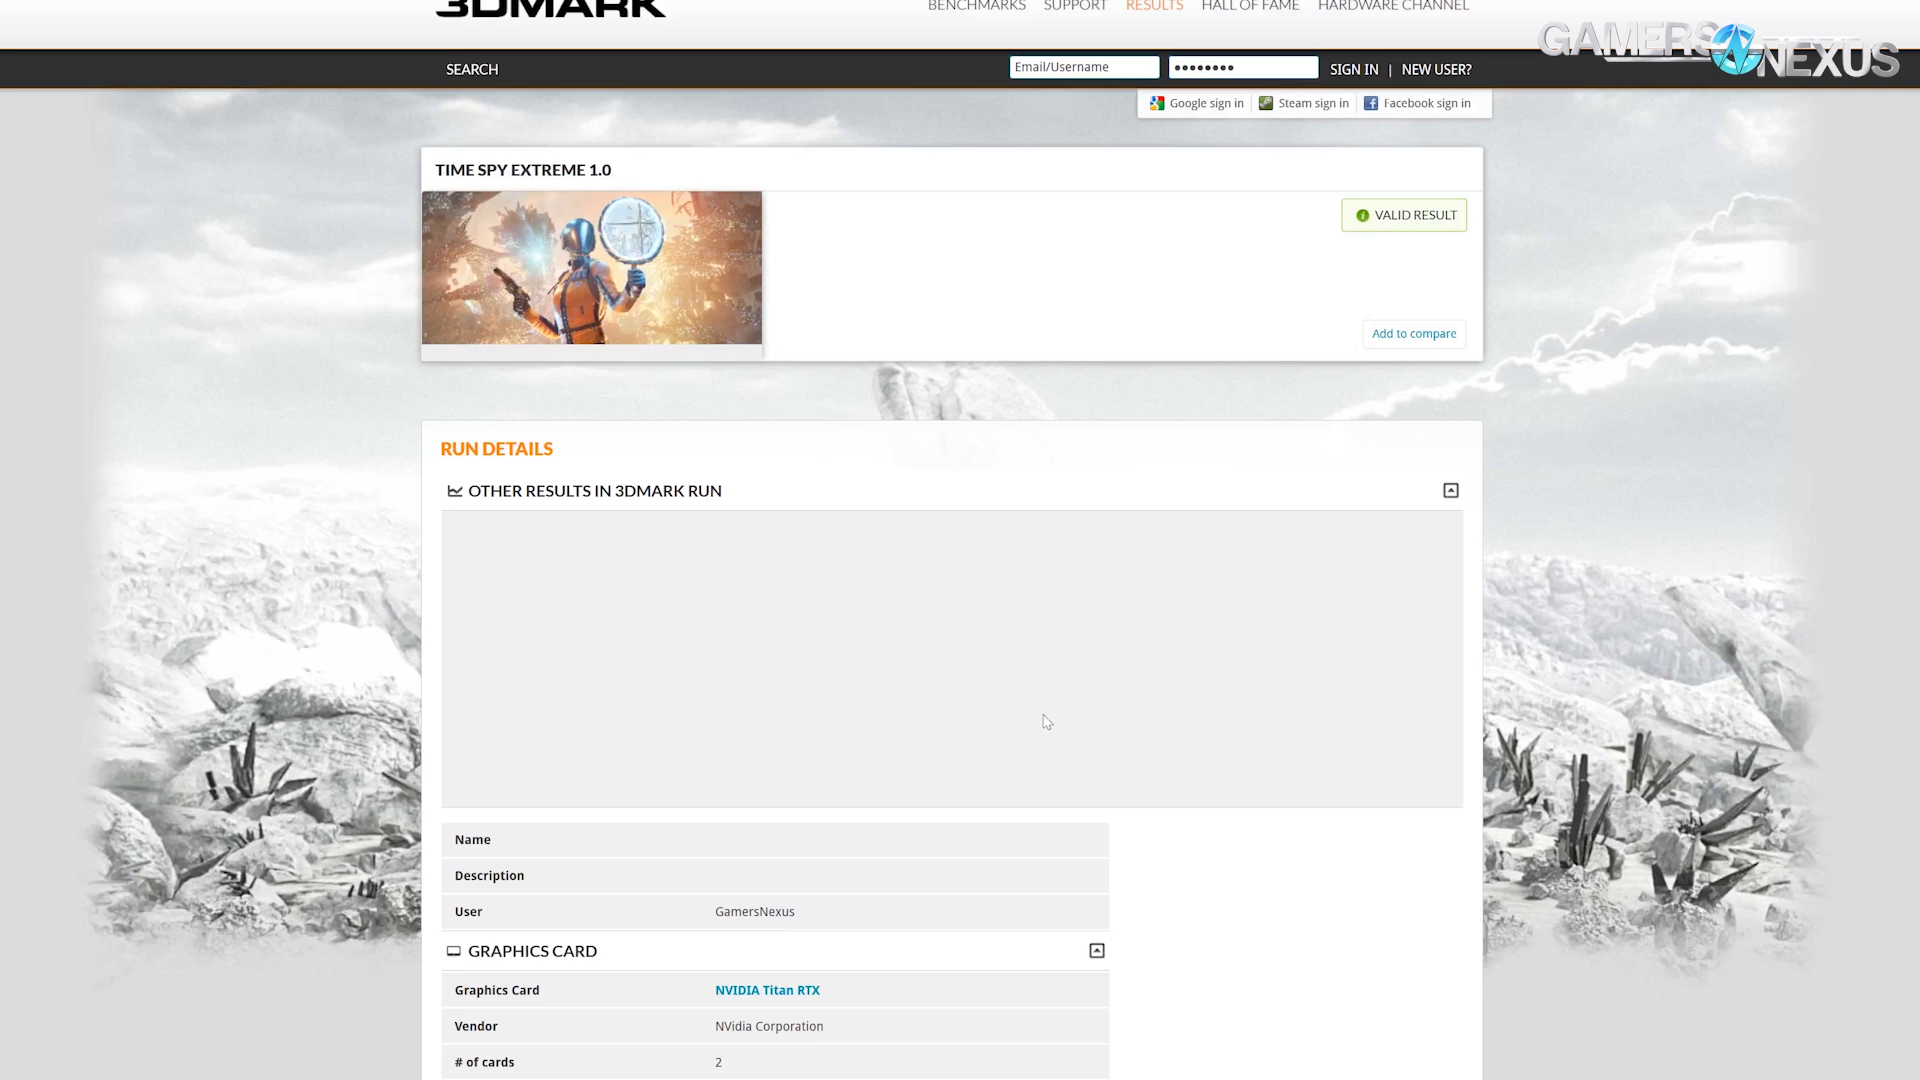 3DMARK
BENCHMARKS SUPPORT RESULTS HALL OF FAME HARDWARE CHANNEL
GAMERS NEXUS
SEARCH
Email/Username •••••••• SIGN IN | NEW USER?
Google sign in Steam sign in Facebook sign in
TIME SPY EXTREME 1.0
VALID RESULT
Add to compare
RUN DETAILS
OTHER RESULTS IN 3DMARK RUN
Name
Description
User GamersNexus
GRAPHICS CARD
Graphics Card NVIDIA Titan RTX
Vendor NVidia Corporation
# of cards 2